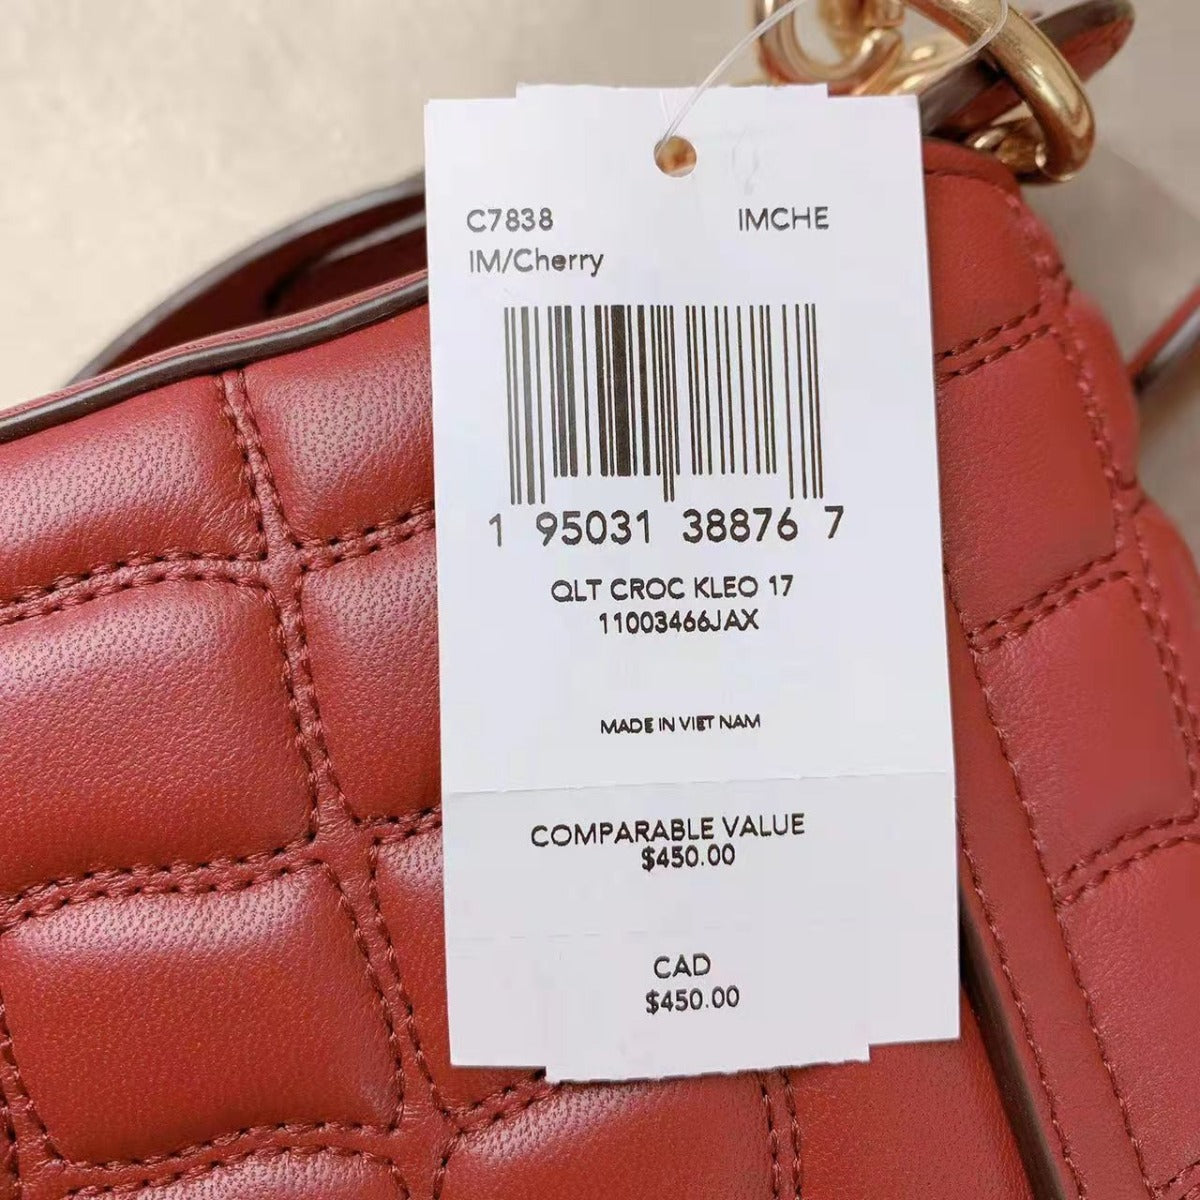 C7838 IMCHE
IM/Cherry
1 95031 38876 7
QLT CROC KLEO 17
11003466JAX
MADE IN VIET NAM
COMPARABLE VALUE
$450.00
CAD
$450.00